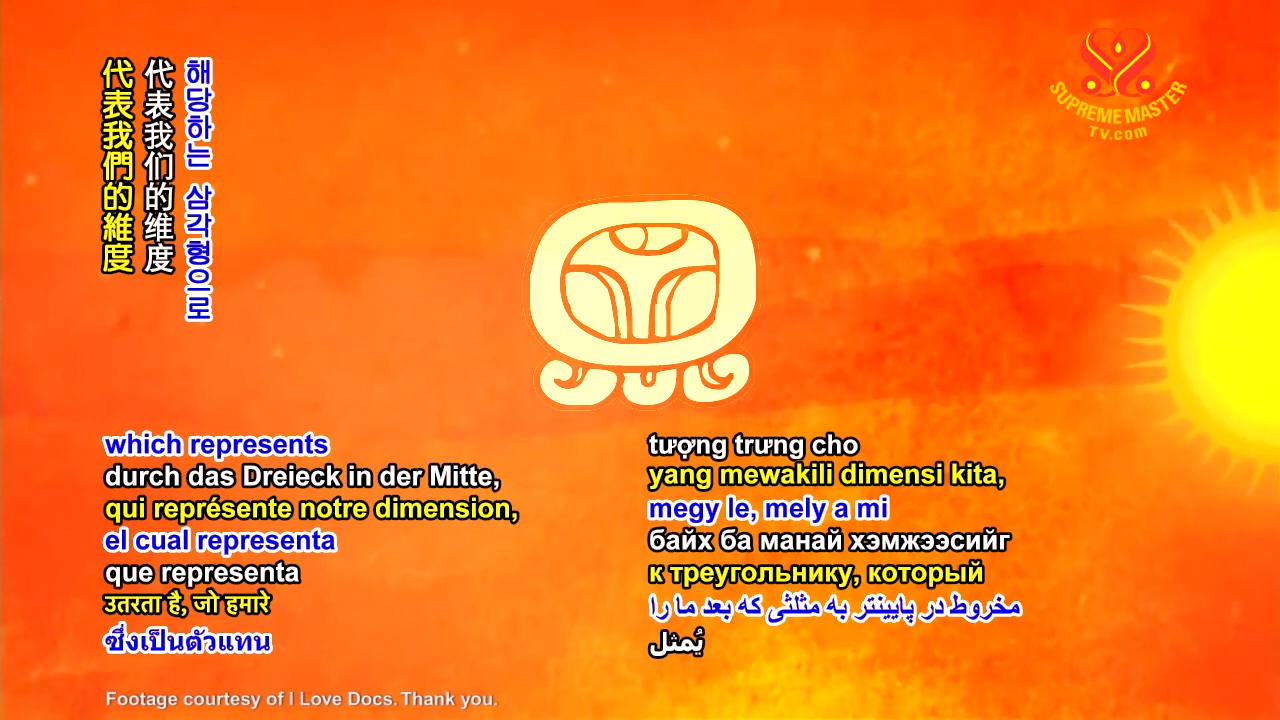 代表我們的維度
代表我们的维度
해당하는 삼각형으로
SUPREME MASTER
TV.com
which represents
durch das Dreieck in der Mitte,
qui représente notre dimension,
el cual representa
que representa
उतरता है, जो हमारे
ซึ่งเป็นตัวแทน
tượng trưng cho
yang mewakili dimensi kita,
megy le, mely a mi
байх ба манай хэмжээсийг
к треугольнику, который
مخروط در پایینتر به مثلثی که بعد ما را
يُمثل
Footage courtesy of I Love Docs. Thank you.